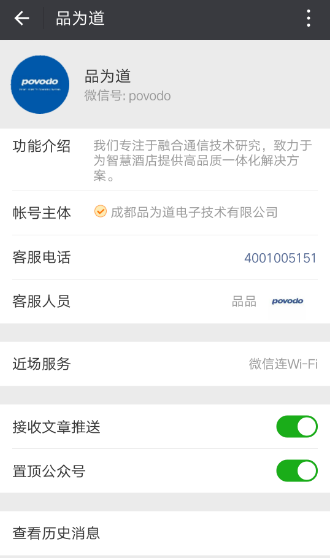 品为道
povodo
品为道
微信号: povodo
功能介绍 我们专注于融合通信技术研究，致力于
为智慧酒店提供高品质一体化解决方
案。
帐号主体 成都品为道电子技术有限公司
客服电话 4001005151
客服人员 品品 povodo
近场服务 微信连Wi-Fi
接收文章推送
置顶公众号
查看历史消息